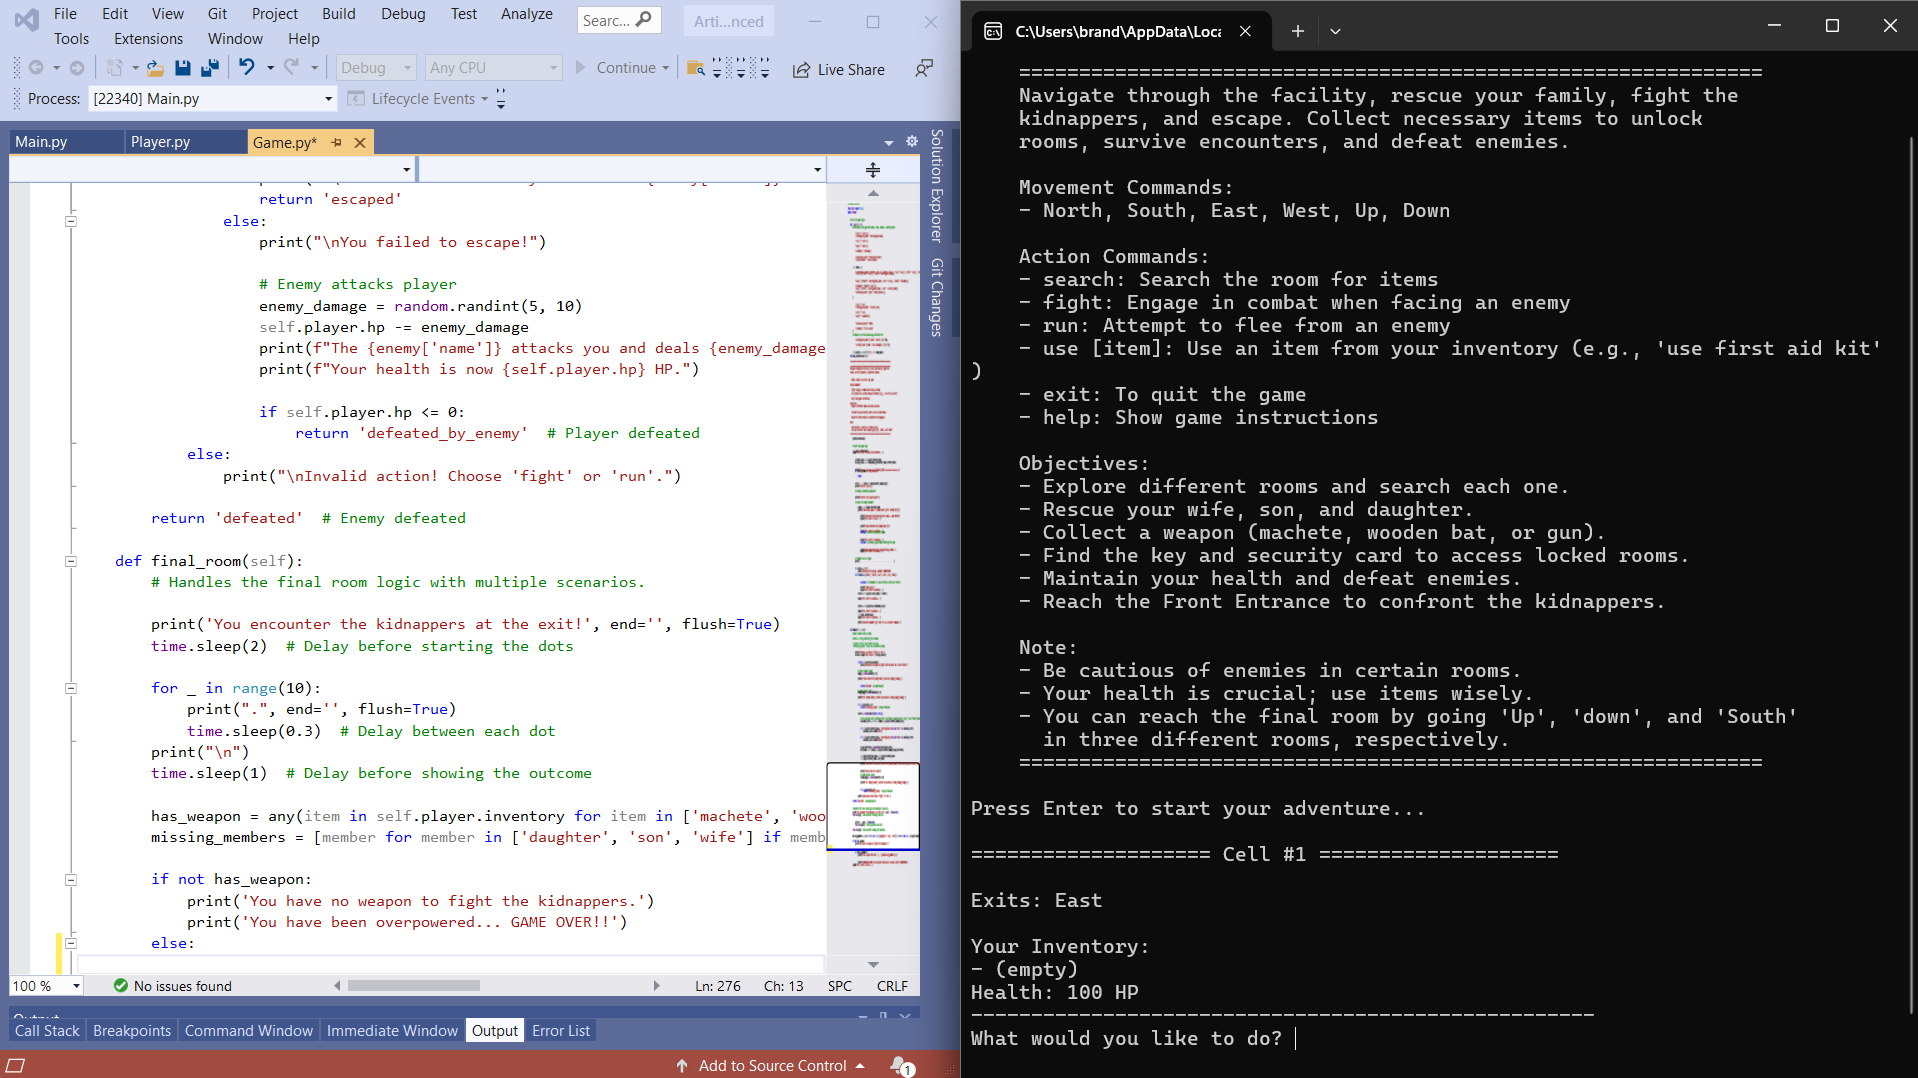 File Edit View Git Project Build Debug Test Analyze Searc... Arti...nced
Tools Extensions Window Help
Debug Any CPU Continue Live Share
Process: [22340] Main.py Lifecycle Events
Main.py Player.py Game.py*
return 'escaped'
else:
print("\nYou failed to escape!")
# Enemy attacks player
enemy_damage = random.randint(5, 10)
self.player.hp -= enemy_damage
print(f"The {enemy['name']} attacks you and deals {enemy_damage
print(f"Your health is now {self.player.hp} HP.")
if self.player.hp <= 0:
return 'defeated_by_enemy'  # Player defeated
else:
print("\nInvalid action! Choose 'fight' or 'run'.")
return 'defeated'  # Enemy defeated
def final_room(self):
# Handles the final room logic with multiple scenarios.
print('You encounter the kidnappers at the exit!', end='', flush=True)
time.sleep(2)  # Delay before starting the dots
for _ in range(10):
print(".", end='', flush=True)
time.sleep(0.3)  # Delay between each dot
print("\n")
time.sleep(1)  # Delay before showing the outcome
has_weapon = any(item in self.player.inventory for item in ['machete', 'woo
missing_members = [member for member in ['daughter', 'son', 'wife'] if memb
if not has_weapon:
print('You have no weapon to fight the kidnappers.')
print('You have been overpowered... GAME OVER!!')
else:
100 % No issues found Ln: 276 Ch: 13 SPC CRLF
Call Stack Breakpoints Command Window Immediate Window Output Error List
Add to Source Control 1
Solution Explorer
Git Changes
C:\Users\brand\AppData\Loca
==============================================================
Navigate through the facility, rescue your family, fight the
kidnappers, and escape. Collect necessary items to unlock
rooms, survive encounters, and defeat enemies.
Movement Commands:
- North, South, East, West, Up, Down
Action Commands:
- search: Search the room for items
- fight: Engage in combat when facing an enemy
- run: Attempt to flee from an enemy
- use [item]: Use an item from your inventory (e.g., 'use first aid kit'
)
- exit: To quit the game
- help: Show game instructions
Objectives:
- Explore different rooms and search each one.
- Rescue your wife, son, and daughter.
- Collect a weapon (machete, wooden bat, or gun).
- Find the key and security card to access locked rooms.
- Maintain your health and defeat enemies.
- Reach the Front Entrance to confront the kidnappers.
Note:
- Be cautious of enemies in certain rooms.
- Your health is crucial; use items wisely.
- You can reach the final room by going 'Up', 'down', and 'South'
in three different rooms, respectively.
==============================================================
Press Enter to start your adventure...
==================== Cell #1 ====================
Exits: East
Your Inventory:
- (empty)
Health: 100 HP
----------------------------------------------------
What would you like to do?